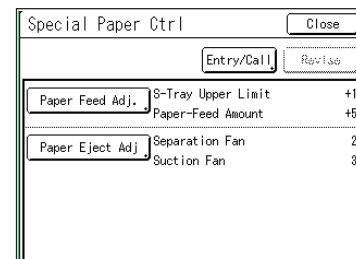 Special Paper Ctrl Close
Entry/Call Revise
Paper Feed Adj. S-Tray Upper Limit +1
Paper-Feed Amount +5
Paper Eject Adj Separation Fan 2
Suction Fan 3